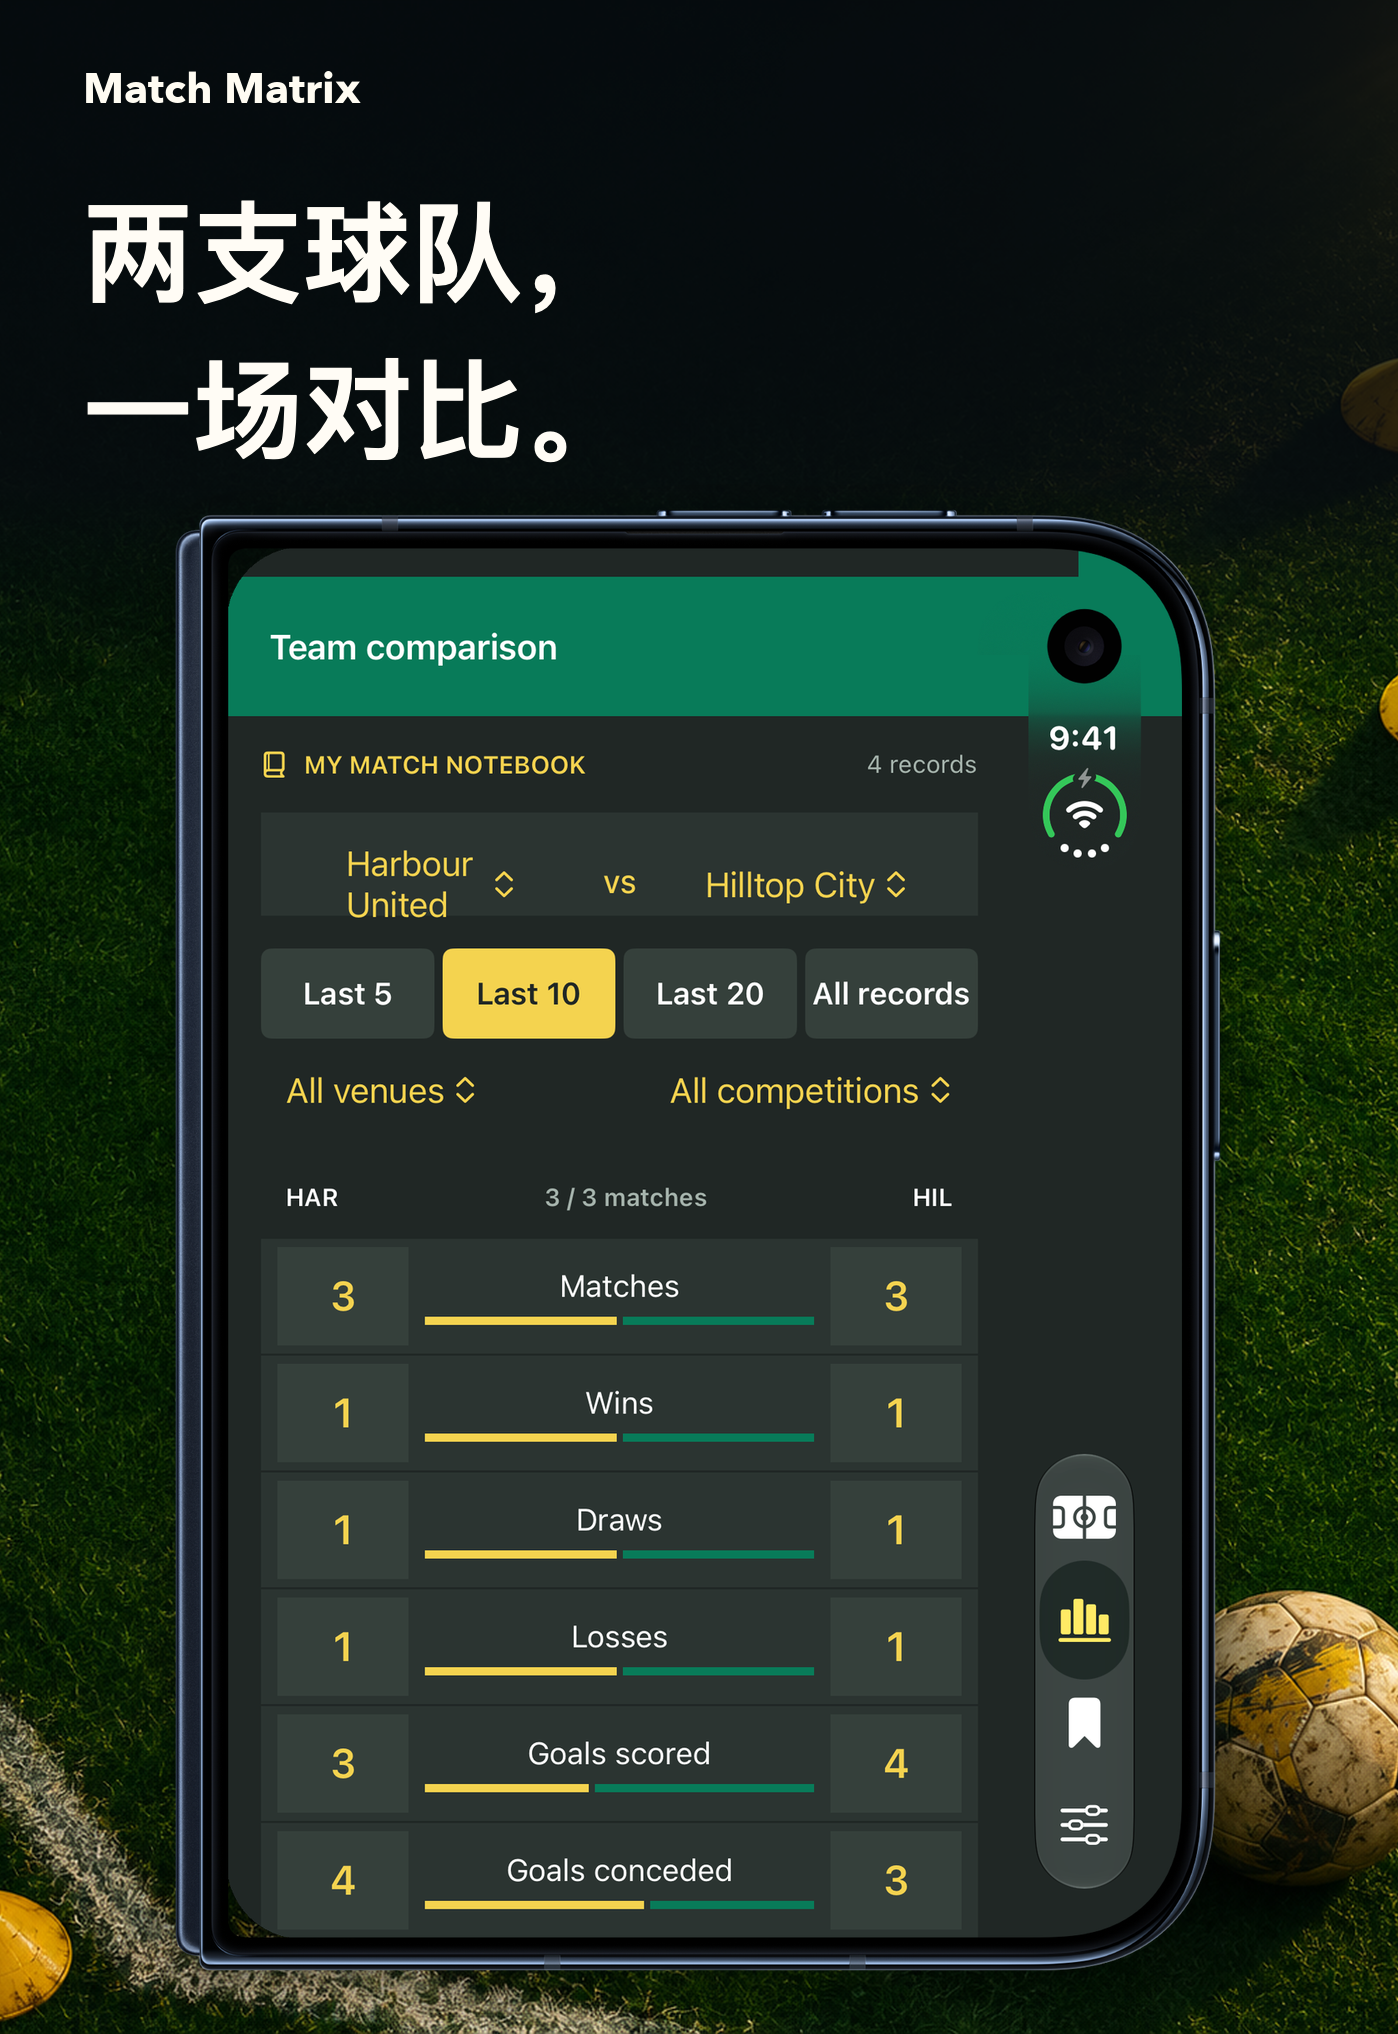 Match Matrix
两支球队，
一场对比。
Team comparison
9:41
MY MATCH NOTEBOOK
4 records
Harbour
United
vs
Hilltop City
Last 5
Last 10
Last 20
All records
All venues
All competitions
HAR
3 / 3 matches
HIL
3
Matches
3
1
Wins
1
1
Draws
1
1
Losses
1
3
Goals scored
4
4
Goals conceded
3